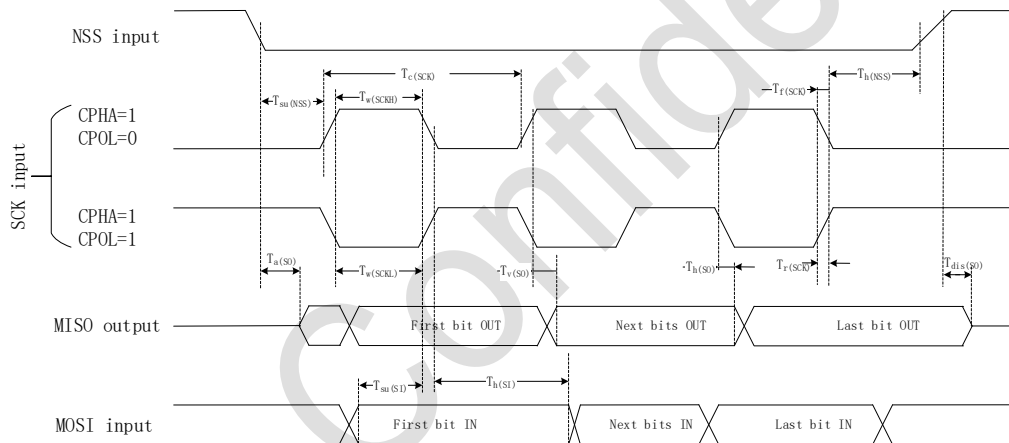 NSS input
Tc(SCK)
Th(NSS)
Tsu(NSS)
Tw(SCKH)
Tf(SCK)
CPHA=1
CPOL=0
SCK input
CPHA=1
CPOL=1
Ta(SO)
Tw(SCKL)
Tv(SO)
Th(SO)
Tr(SCK)
Tdis(SO)
MISO output
First bit OUT
Next bits OUT
Last bit OUT
Tsu(SI)
Th(SI)
MOSI input
First bit IN
Next bits IN
Last bit IN
Confide